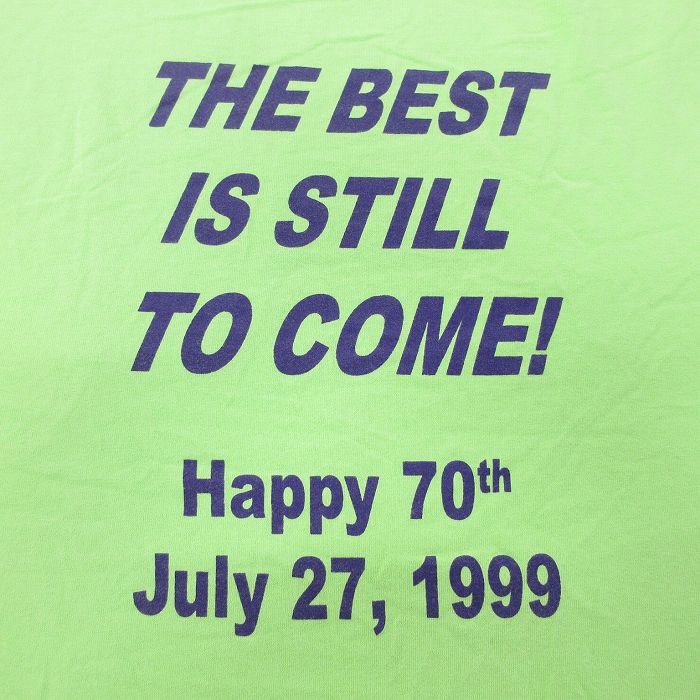 THE BEST
IS STILL
TO COME!
Happy 70th
July 27, 1999